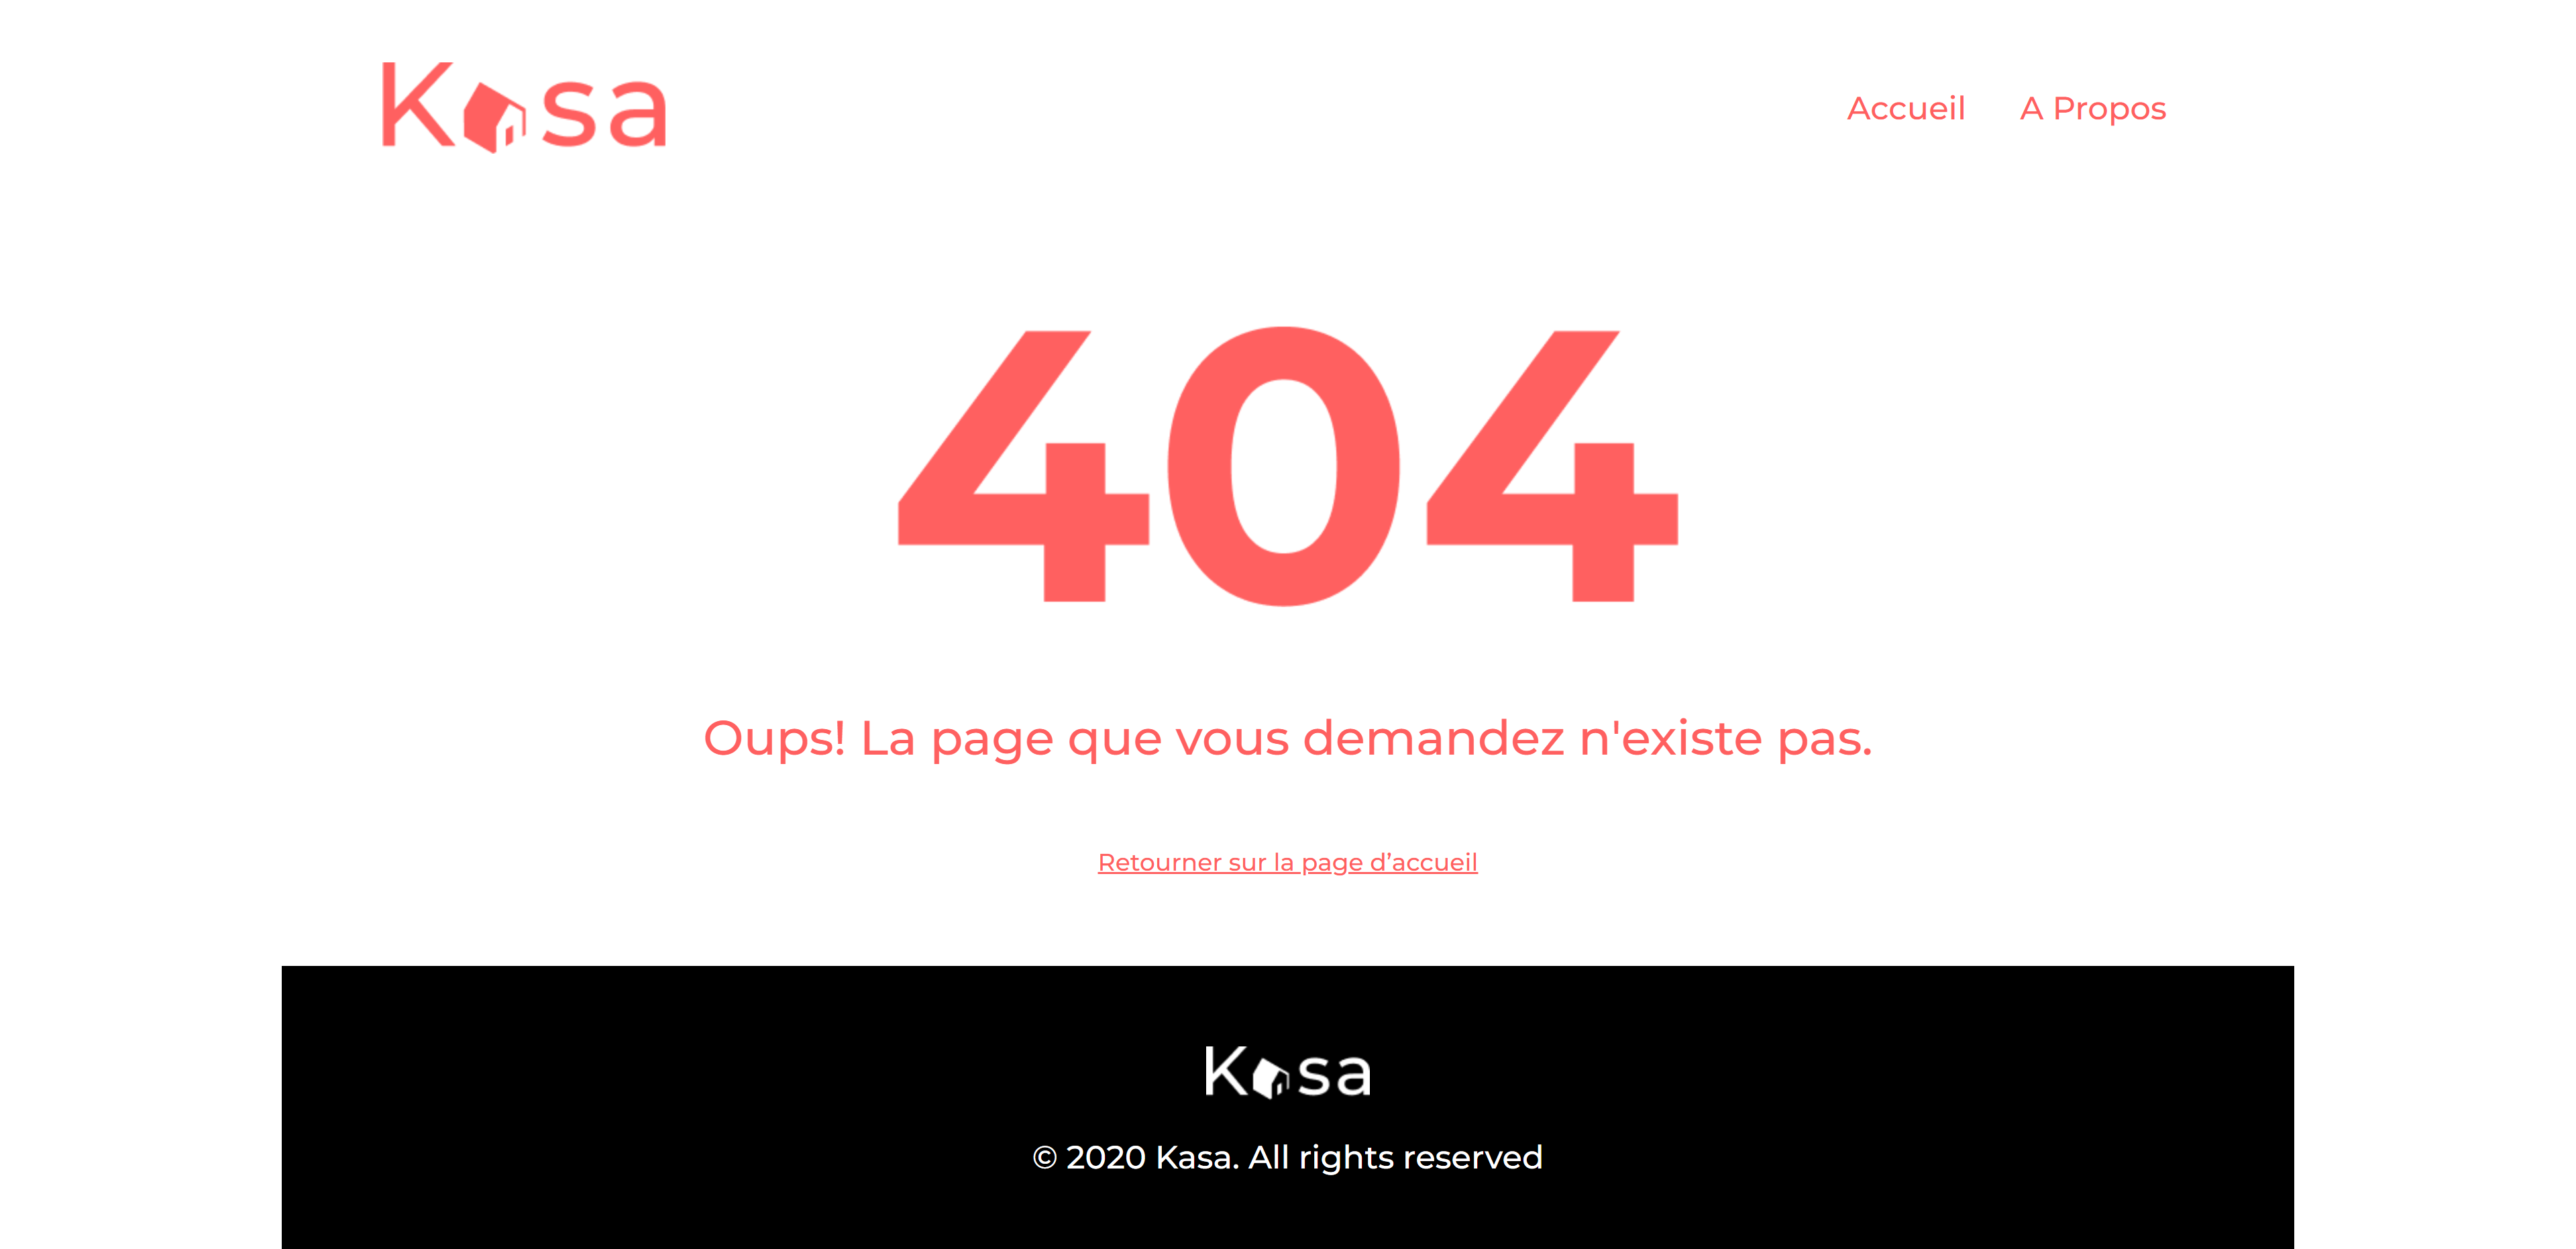 Kasa
Accueil A Propos
404
Oups! La page que vous demandez n'existe pas.
Retourner sur la page d’accueil
Kasa
© 2020 Kasa. All rights reserved